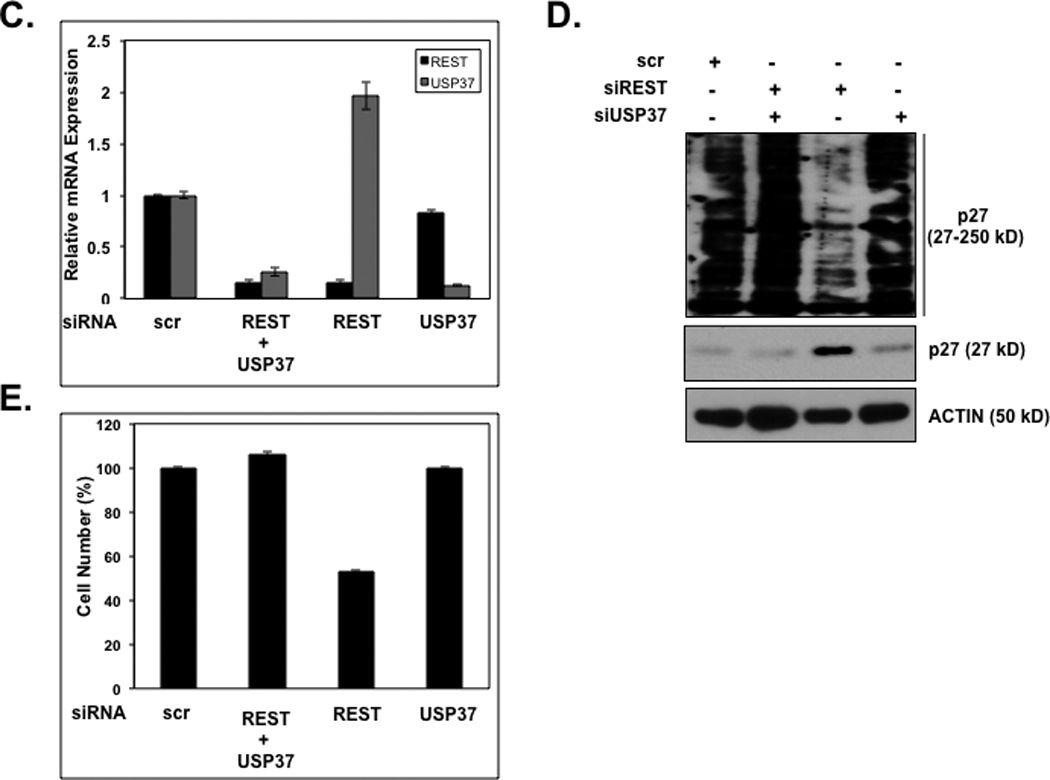 C.
2.5
2
1.5
1
0.5
0
Relative mRNA Expression
REST
USP37
siRNA scr REST + USP37 REST USP37
D.
scr + - - -
siREST - + + -
siUSP37 - + - +
p27
(27-250 kD)
p27 (27 kD)
ACTIN (50 kD)
E.
120
100
80
60
40
20
0
Cell Number (%)
siRNA scr REST + USP37 REST USP37